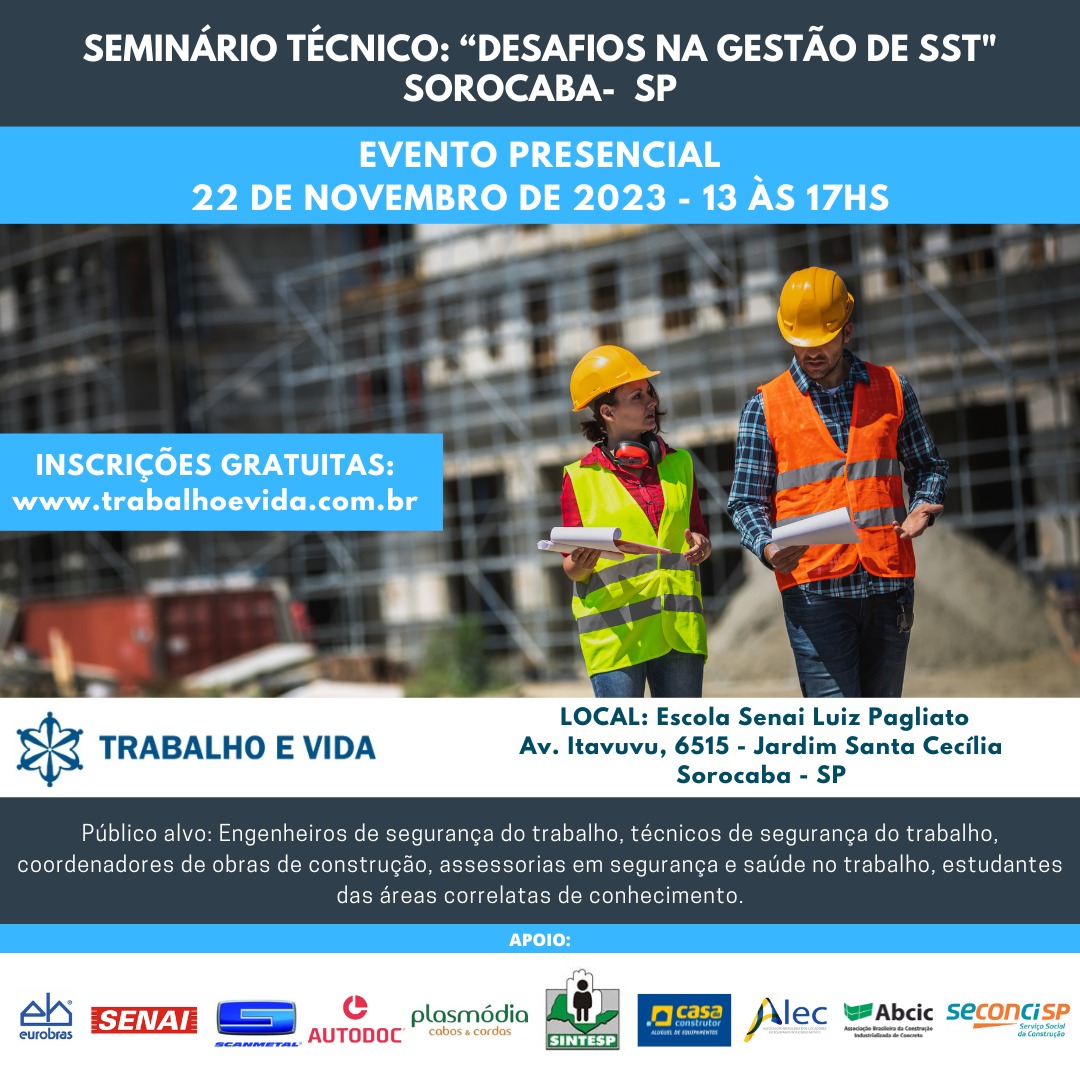 SEMINÁRIO TÉCNICO: “DESAFIOS NA GESTÃO DE SST"
SOROCABA- SP
EVENTO PRESENCIAL
22 DE NOVEMBRO DE 2023 - 13 ÀS 17HS
INSCRIÇÕES GRATUITAS:
www.trabalhoevida.com.br
TRABALHO E VIDA
LOCAL: Escola Senai Luiz Pagliato
Av. Itavuvu, 6515 - Jardim Santa Cecília
Sorocaba - SP
Público alvo: Engenheiros de segurança do trabalho, técnicos de segurança do trabalho,
coordenadores de obras de construção, assessorias em segurança e saúde no trabalho, estudantes
das áreas correlatas de conhecimento.
APOIO:
eh
eurobras
SENAI
SCANMETAL
AUTODOC
plasmódia
cabos & cordas
SINTESP
casa
construtor
ALUGUEL DE EQUIPAMENTOS
Alec
Abcic
Associação Brasileira da Construção
Industrializada de Concreto
seconci SP
Serviço Social
da Construção